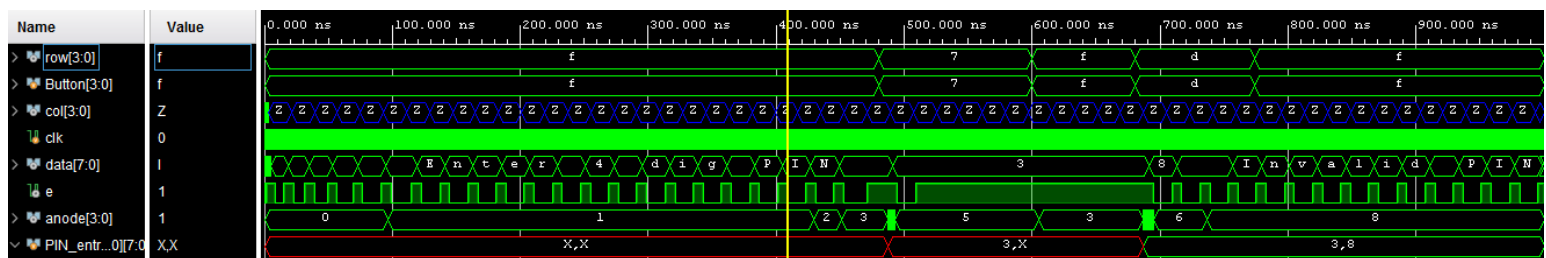 Name Value 0.000 ns 100.000 ns 200.000 ns 300.000 ns 400.000 ns 500.000 ns 600.000 ns 700.000 ns 800.000 ns 900.000 ns
row[3:0] f f 7 f d f
Button[3:0] f f 7 f d f
col[3:0] Z Z Z Z Z Z Z Z Z Z Z Z Z Z Z Z Z Z Z Z Z Z Z Z Z Z Z Z Z Z Z Z Z Z Z Z Z Z Z
clk 0
data[7:0] I E n t e r 4 d i g P I N 3 8 I n v a l i d P I N
e 1
anode[3:0] 1 0 1 2 3 5 3 6 8
PIN_entr...0][7:0 X,X X,X 3,X 3,8